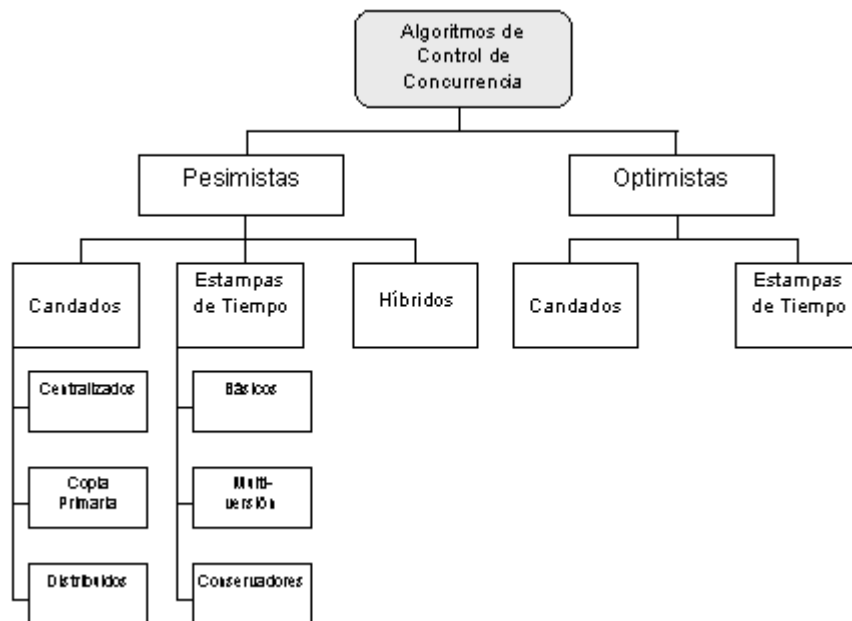 Algoritmos de
Control de
Concurrencia
Pesimistas
Optimistas
Candados
Estampas
de Tiempo
Híbridos
Candados
Estampas
de Tiempo
Centralizados
Básicos
Copia
Primaria
Multi-
versión
Distribuidos
Conservadores